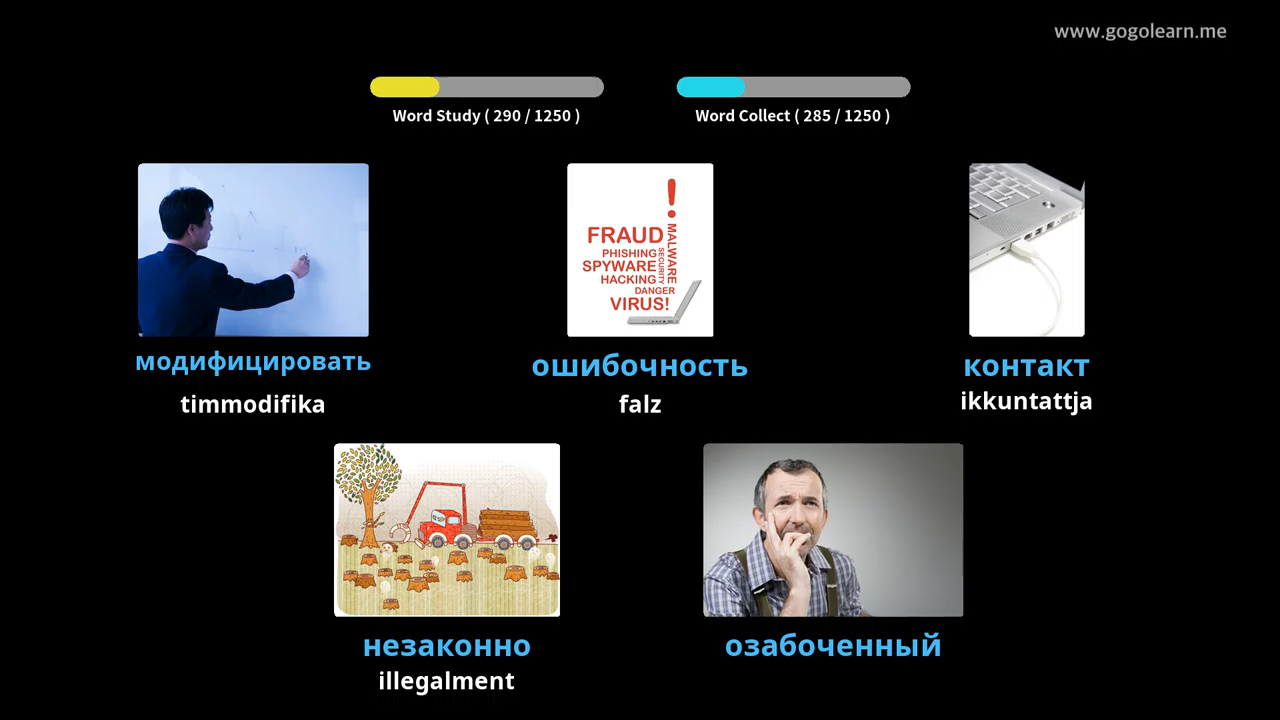 www.gogolearn.me
Word Study ( 290 / 1250 )
Word Collect ( 285 / 1250 )
FRAUD
PHISHING
SPYWARE
HACKING
DANGER
VIRUS!
SECURITY
MALWARE
!
модифицировать
timmodifika
ошибочность
falz
контакт
ikkuntattja
незаконно
illegalment
озабоченный